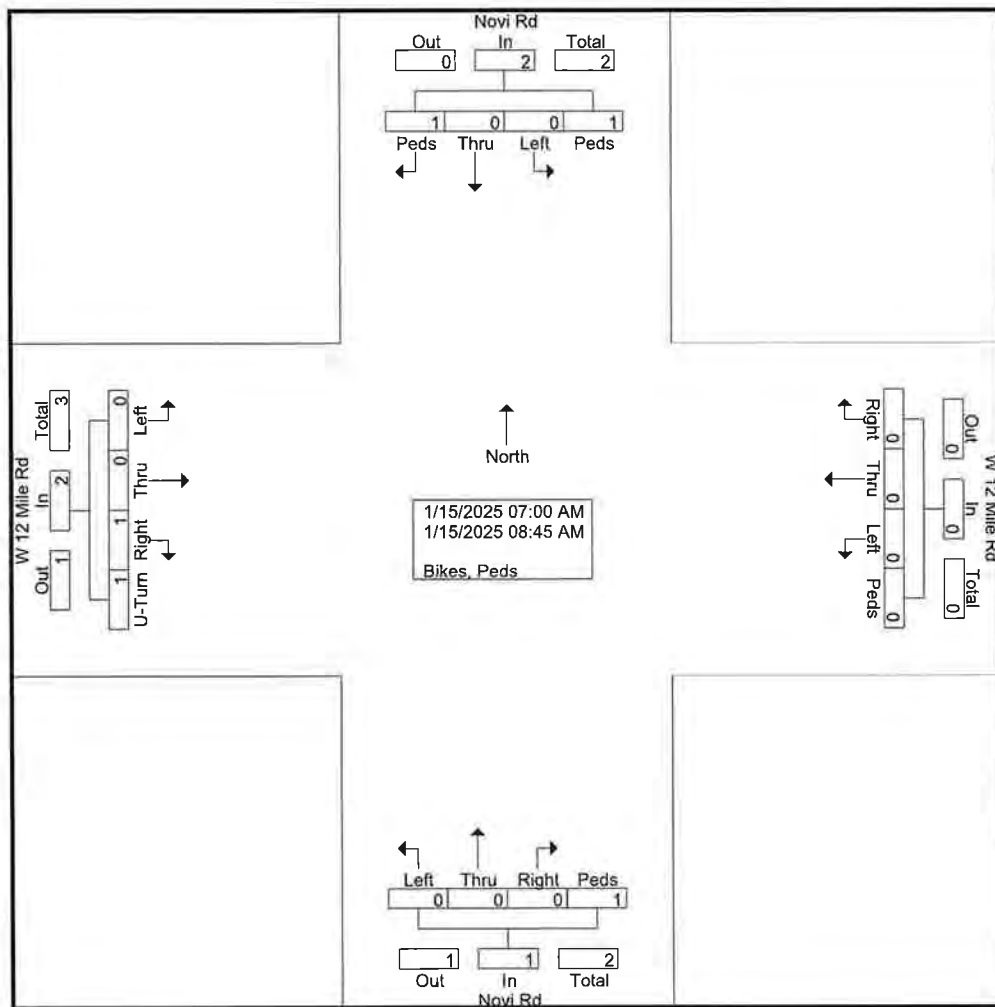 Novi Rd
Out In Total
0 2 2
1 0 0 1
Peds Thru Left Peds
W 12 Mile Rd
Out In Total
1 2 3
0 0 1 1
Left Thru Right U-Turn
North
1/15/2025 07:00 AM
1/15/2025 08:45 AM
Bikes, Peds
Right Thru Left Peds
0 0 0 0
Out In Total
0 0 0
W 12 Mile Rd
Left Thru Right Peds
0 0 0 1
1 1 2
Out In Total
Novi Rd